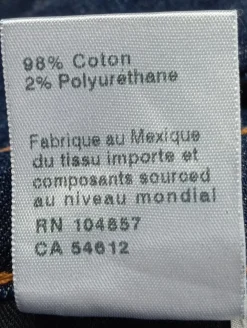 98% Coton
2% Polyurethane
Fabrique au Mexique
du tissu importe et
composants sourced
au niveau mondial
RN 104857
CA 54612